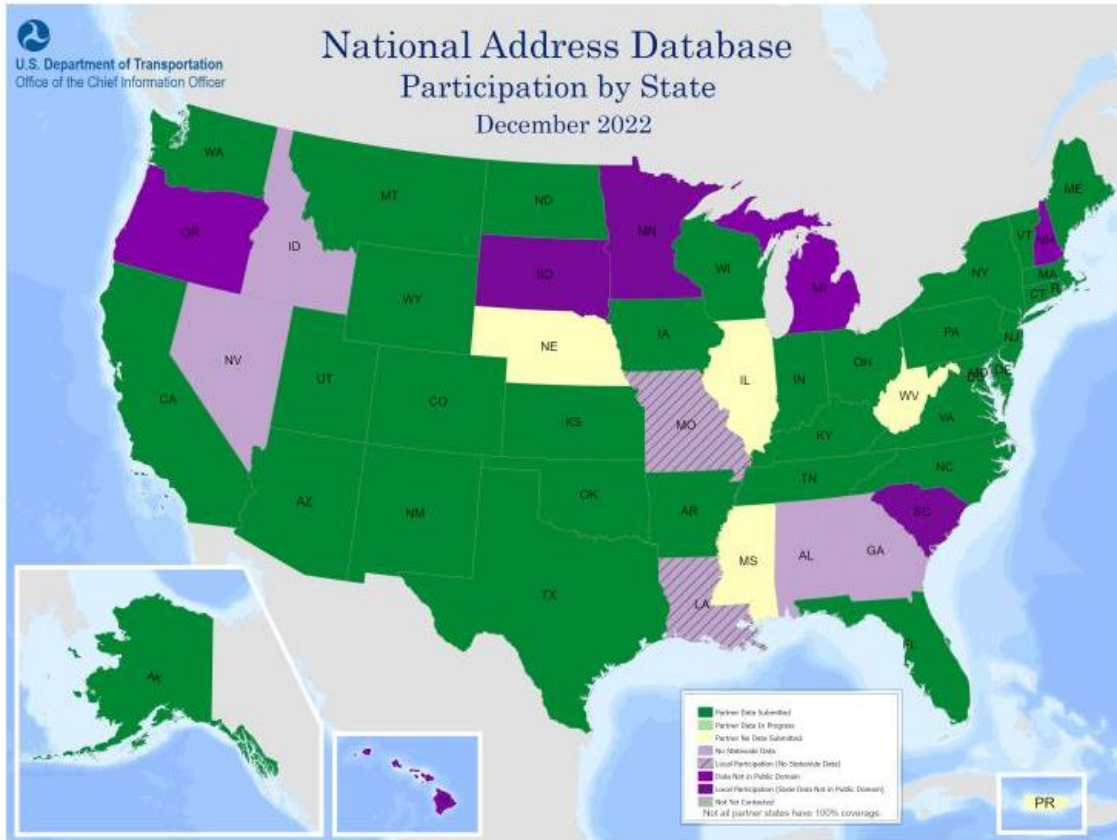 U.S. Department of Transportation
Office of the Chief Information Officer
National Address Database
Participation by State
December 2022
WA
MT
ND
MN
ME
OR
ID
SD
WI
VT
NH
WY
MI
NY
MA
CT
RI
IA
PA
NJ
NE
NV
OH
IL
IN
MD
DE
DC
UT
WV
CA
CO
VA
KS
MO
KY
NC
TN
AZ
OK
NM
AR
SC
MS
AL
GA
TX
LA
FL
AK
Partner Data Submitted
Partner Data In Progress
Partner No Data Submitted
No Statewide Data
Local Participation (No Statewide Data)
Data Not in Public Domain
Local Participation (State Data Not in Public Domain)
Not Yet Contacted
Not all partner states have 100% coverage.
PR